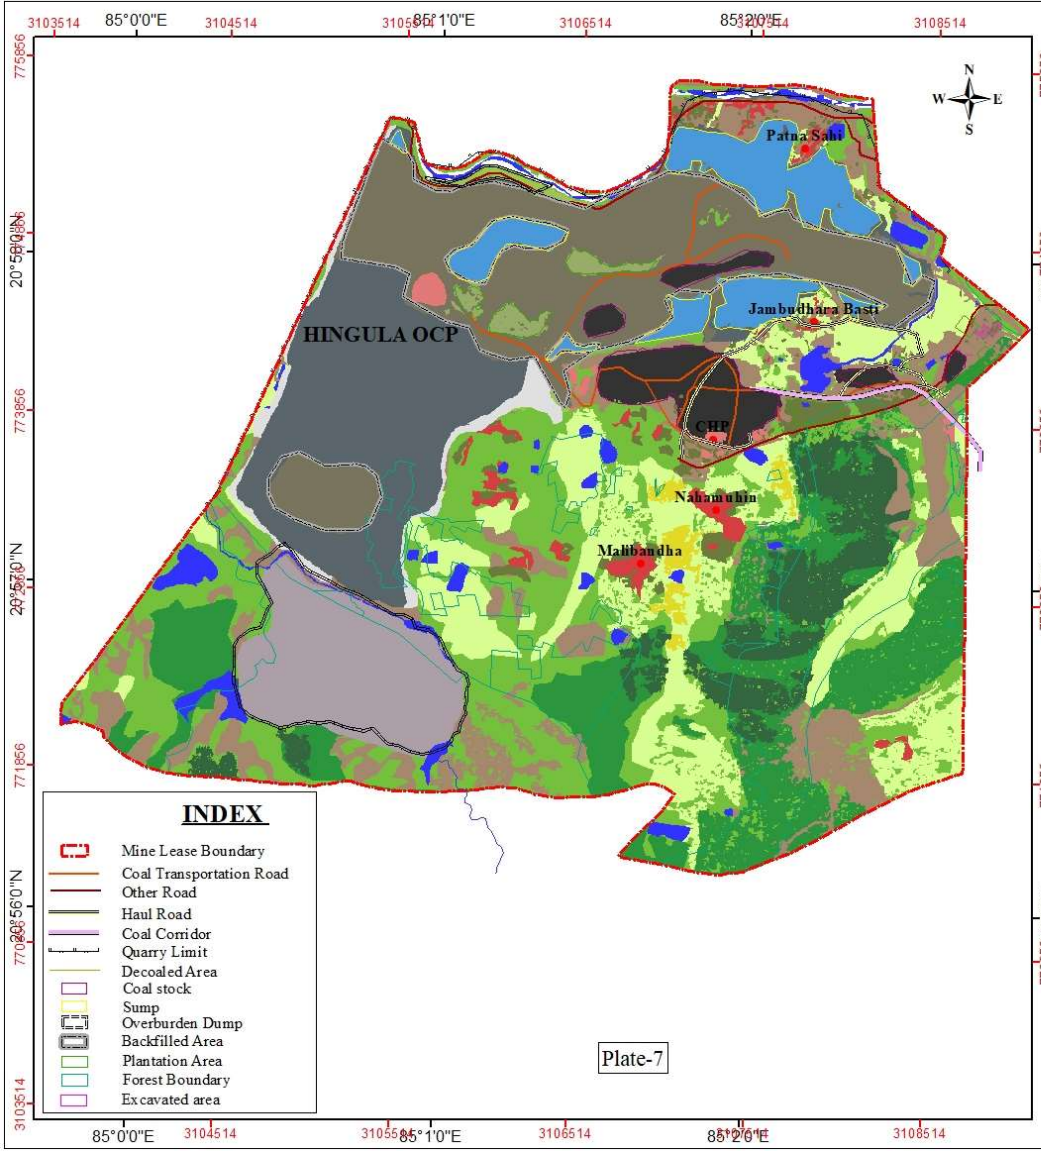 3103514 85°0'0"E 3104514 85°1'0"E 3106514 85°2'0"E 3108514
775856
N
W E
S
Patna Sahi
20°58'0"N
Jambudhara Basti
HINGULA OCP
773856
CHP
Nahamuhin
Malibandha
20°57'0"N
771856
INDEX
Mine Lease Boundary
Coal Transportation Road
Other Road
Haul Road
Coal Corridor
20°56'0"N
Quarry Limit
Decoaled Area
Coal stock
Sump
Overburden Dump
Backfilled Area
Plantation Area
Forest Boundary
Excavated area
Plate-7
3103514
85°0'0"E 3104514 85°1'0"E 3106514 85°2'0"E 3108514